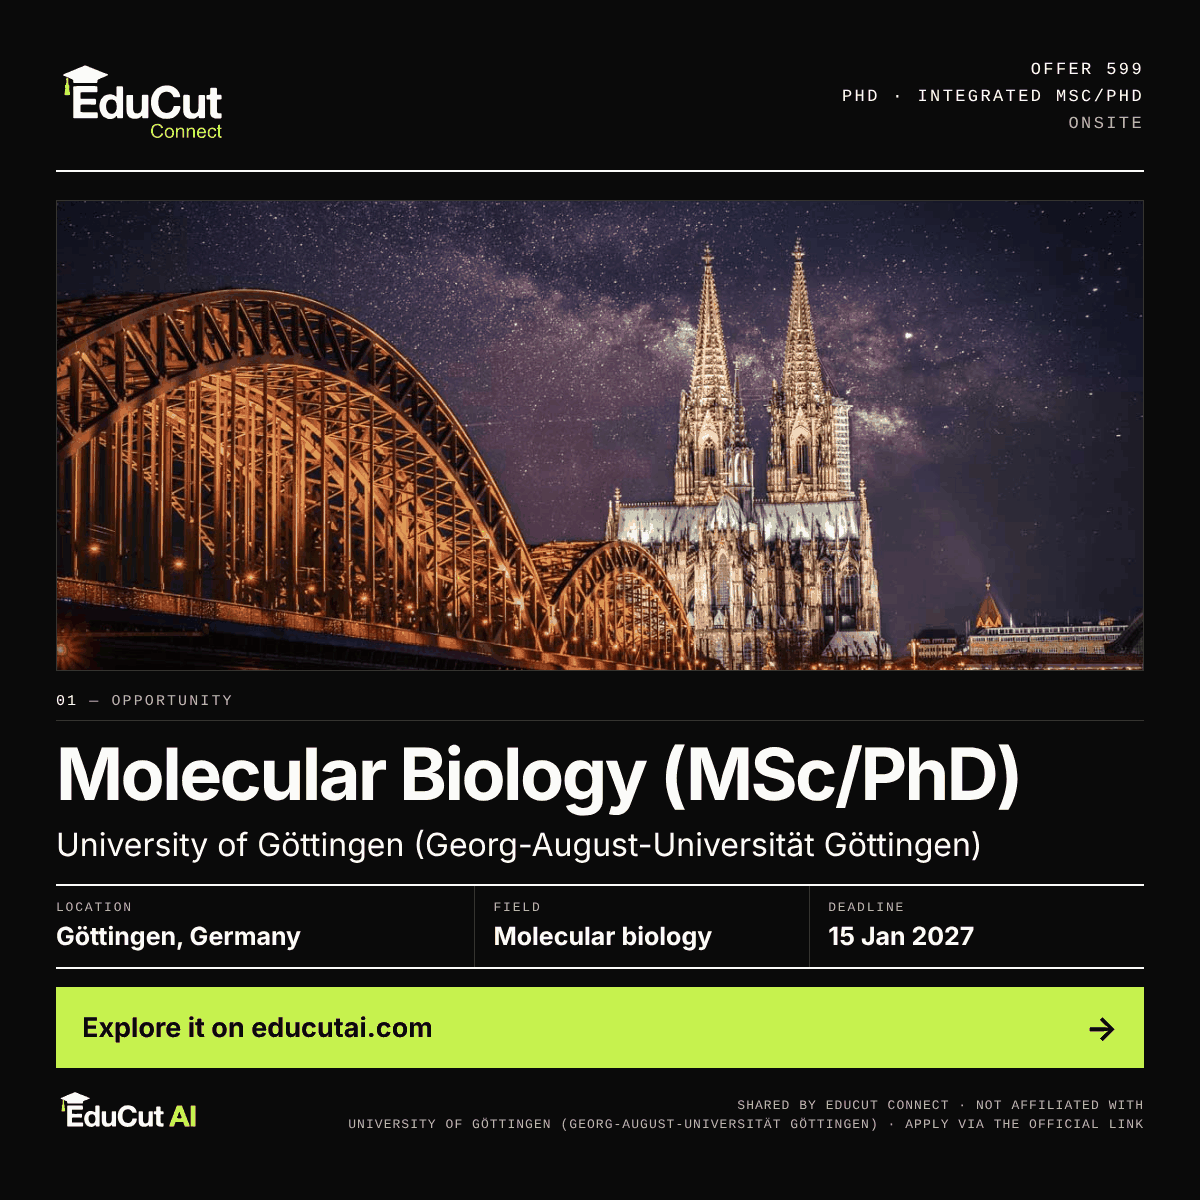 EduCut
Connect
OFFER 599
PHD · INTEGRATED MSC/PHD
ONSITE
01 — OPPORTUNITY
Molecular Biology (MSc/PhD)
University of Göttingen (Georg-August-Universität Göttingen)
LOCATION
Göttingen, Germany
FIELD
Molecular biology
DEADLINE
15 Jan 2027
Explore it on educutai.com →
EduCut AI
SHARED BY EDUCUT CONNECT · NOT AFFILIATED WITH
UNIVERSITY OF GÖTTINGEN (GEORG-AUGUST-UNIVERSITÄT GÖTTINGEN) · APPLY VIA THE OFFICIAL LINK